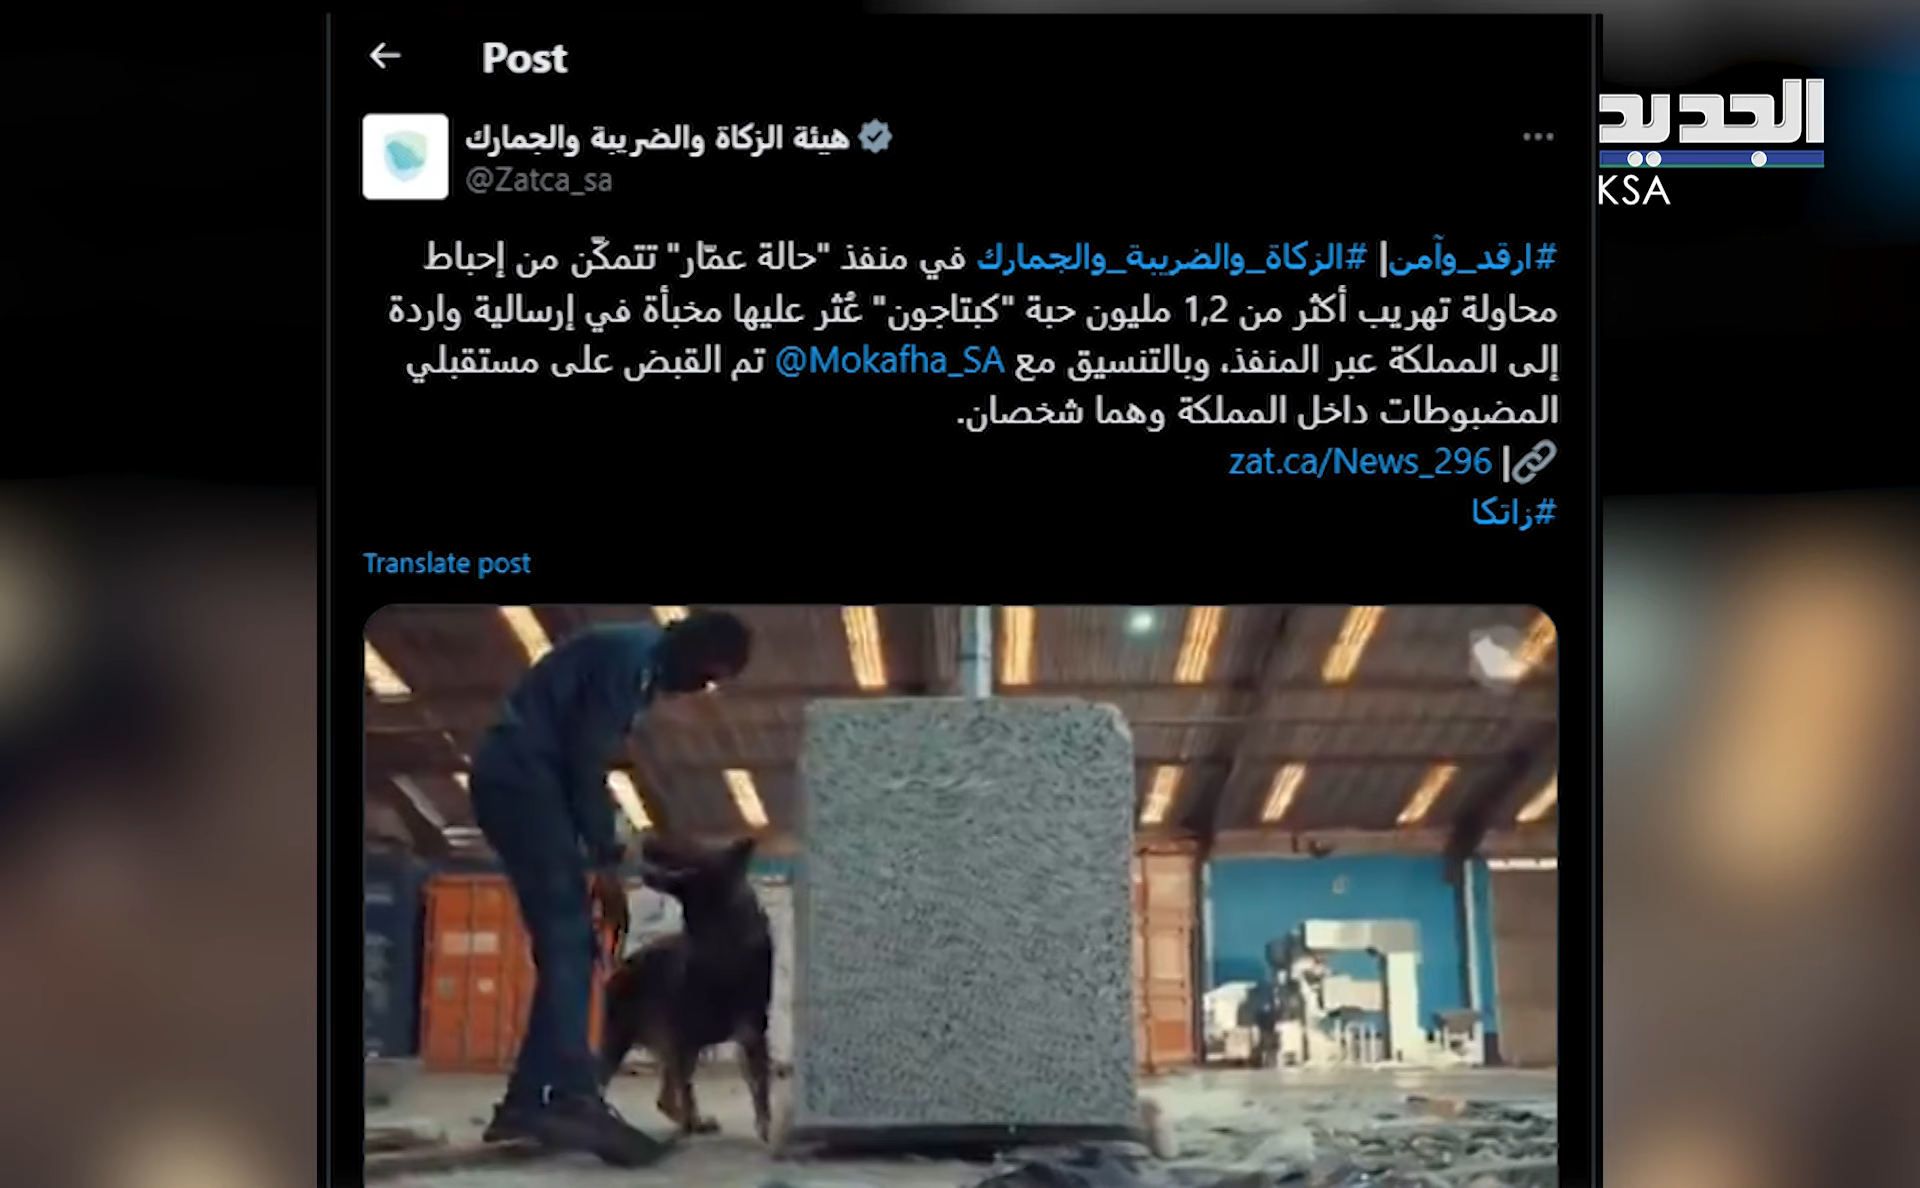 Post
هيئة الزكاة والضريبة والجمارك
@Zatca_sa
الجديد
KSA
#ارقد_وآمن| #الزكاة_والضريبة_والجمارك في منفذ "حالة عمّار" تتمكّن من إحباط
محاولة تهريب أكثر من 1,2 مليون حبة "كبتاجون" عُثر عليها مخبأة في إرسالية واردة
إلى المملكة عبر المنفذ، وبالتنسيق مع @Mokafha_SA تم القبض على مستقبلي
المضبوطات داخل المملكة وهما شخصان.
🔗| zat.ca/News_296
#زاتكا
Translate post